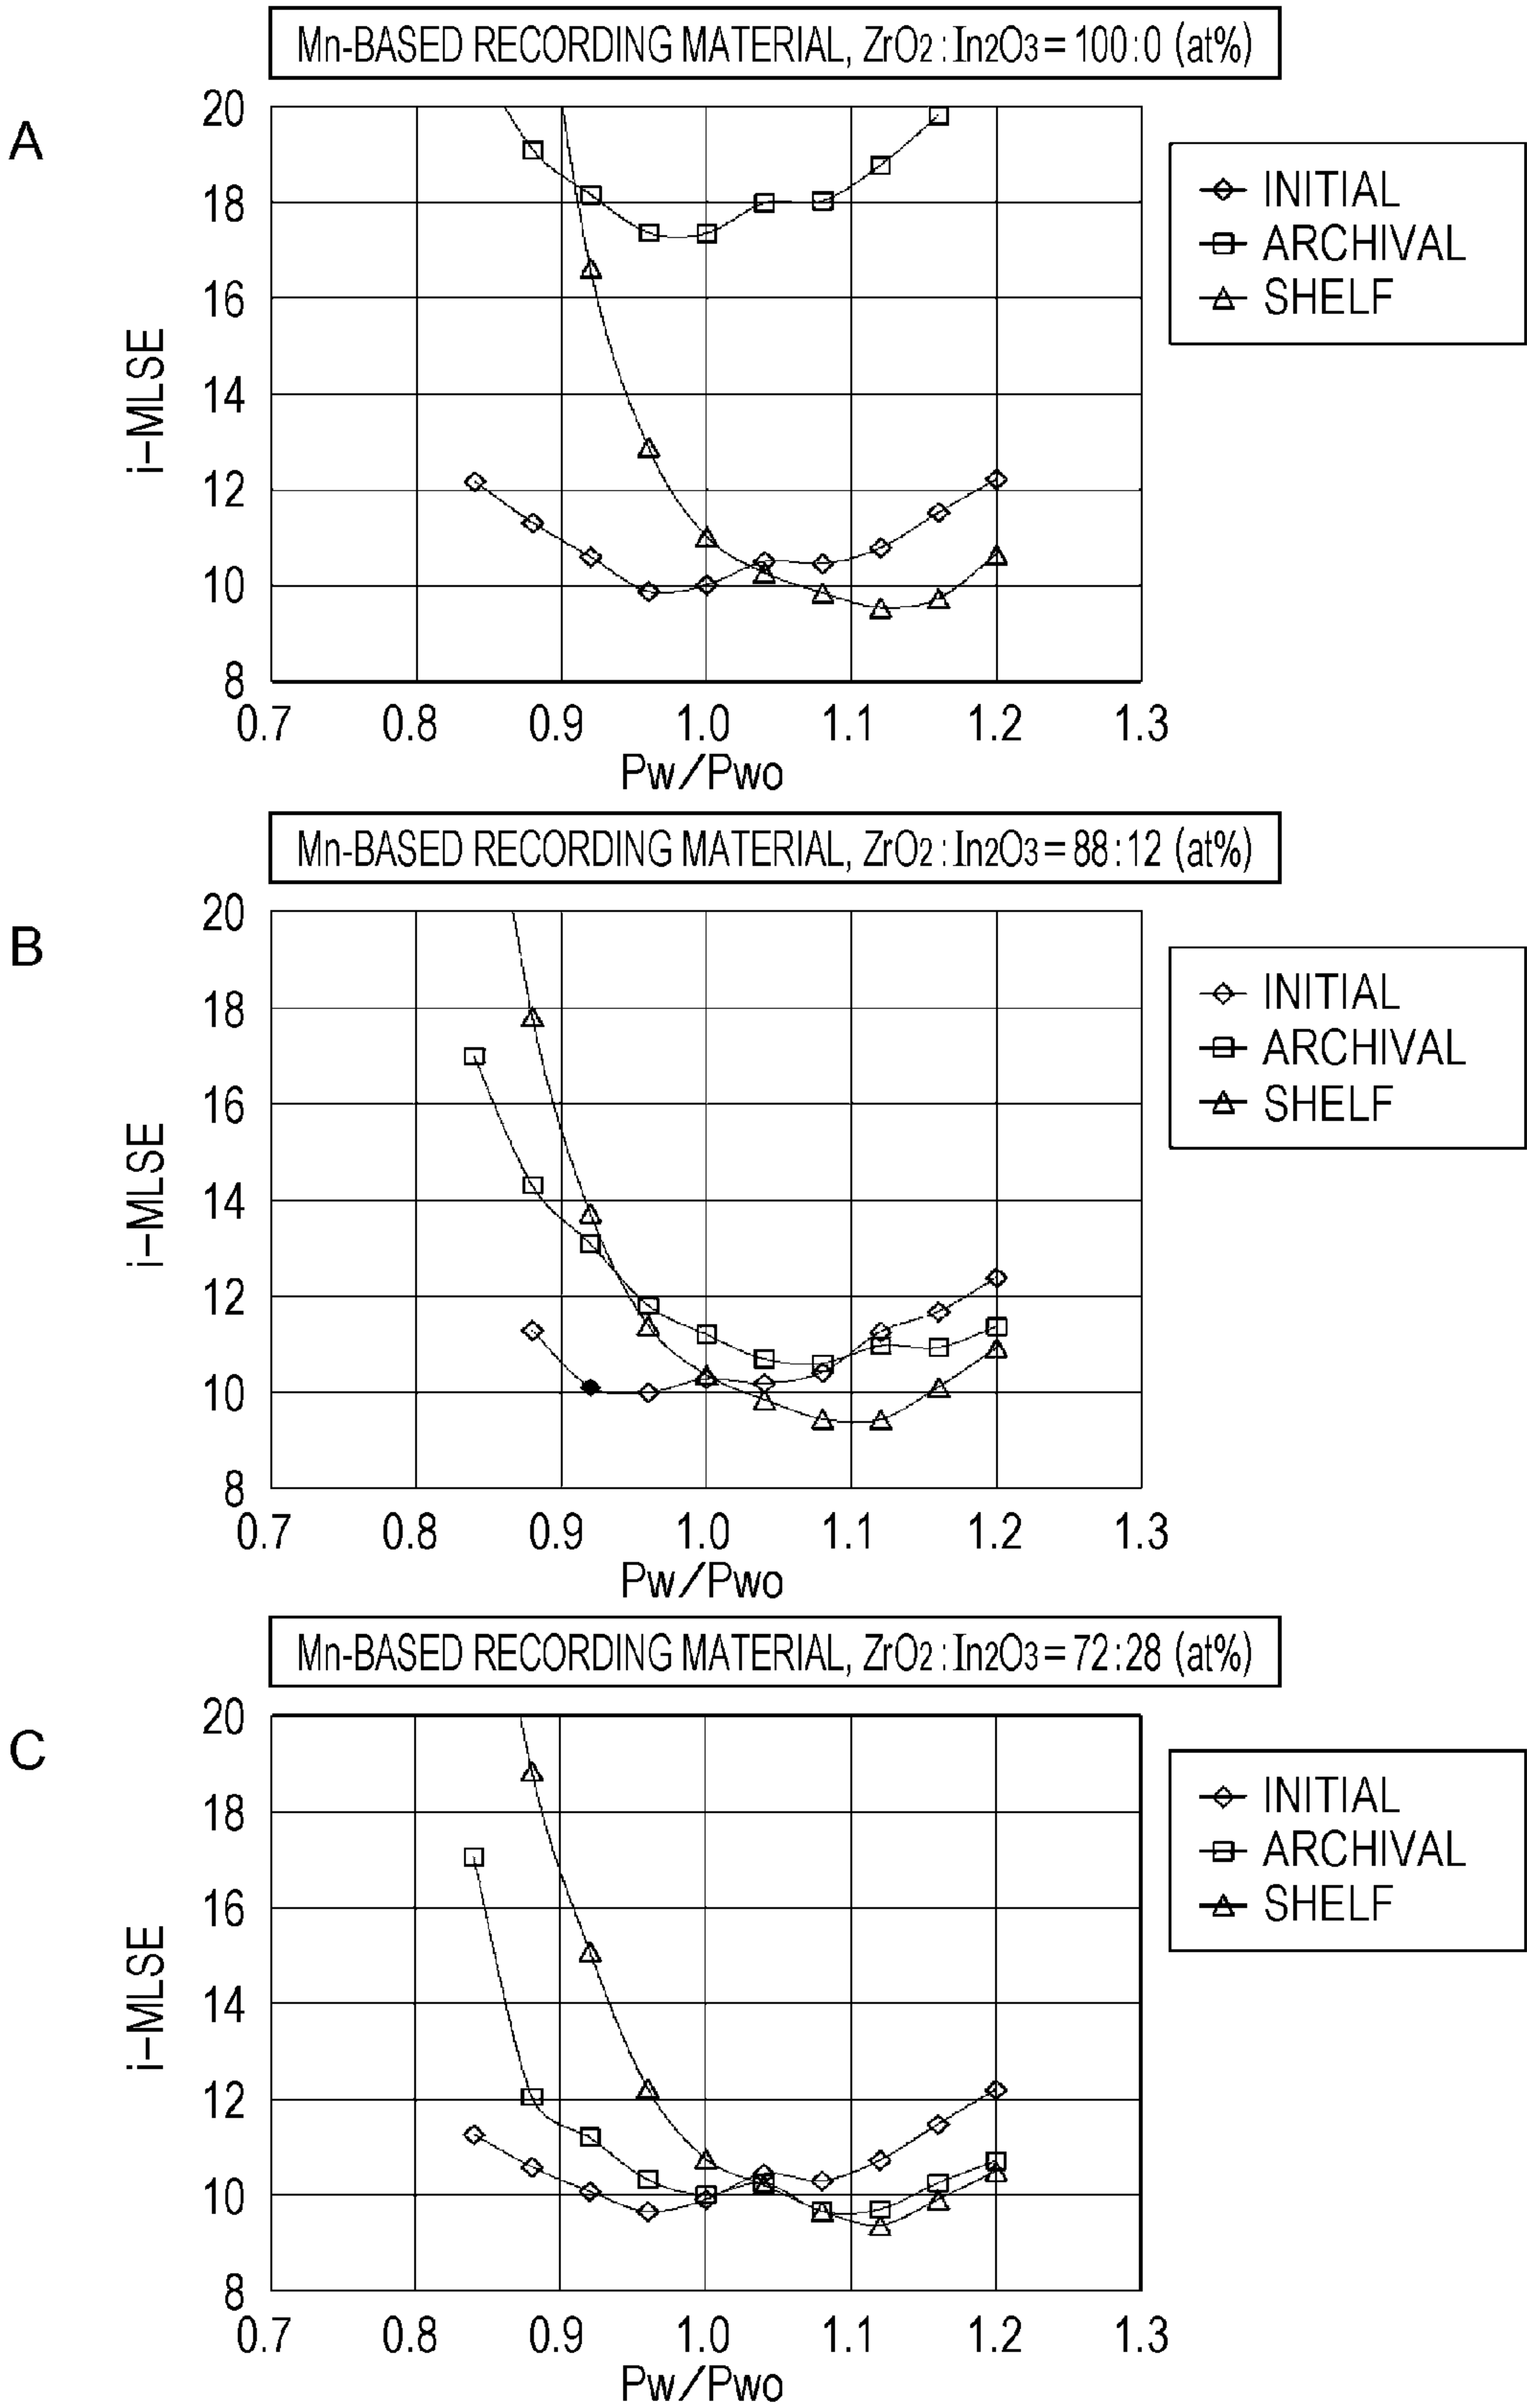 Mn-BASED RECORDING MATERIAL, ZrO2:In2O3=100:0 (at%)
A
20
18
16
14
12
10
8
i-MLSE
0.7 0.8 0.9 1.0 1.1 1.2 1.3
Pw/Pwo
INITIAL
ARCHIVAL
SHELF
Mn-BASED RECORDING MATERIAL, ZrO2:In2O3=88:12 (at%)
B
20
18
16
14
12
10
8
i-MLSE
0.7 0.8 0.9 1.0 1.1 1.2 1.3
Pw/Pwo
INITIAL
ARCHIVAL
SHELF
Mn-BASED RECORDING MATERIAL, ZrO2:In2O3=72:28 (at%)
C
20
18
16
14
12
10
8
i-MLSE
0.7 0.8 0.9 1.0 1.1 1.2 1.3
Pw/Pwo
INITIAL
ARCHIVAL
SHELF